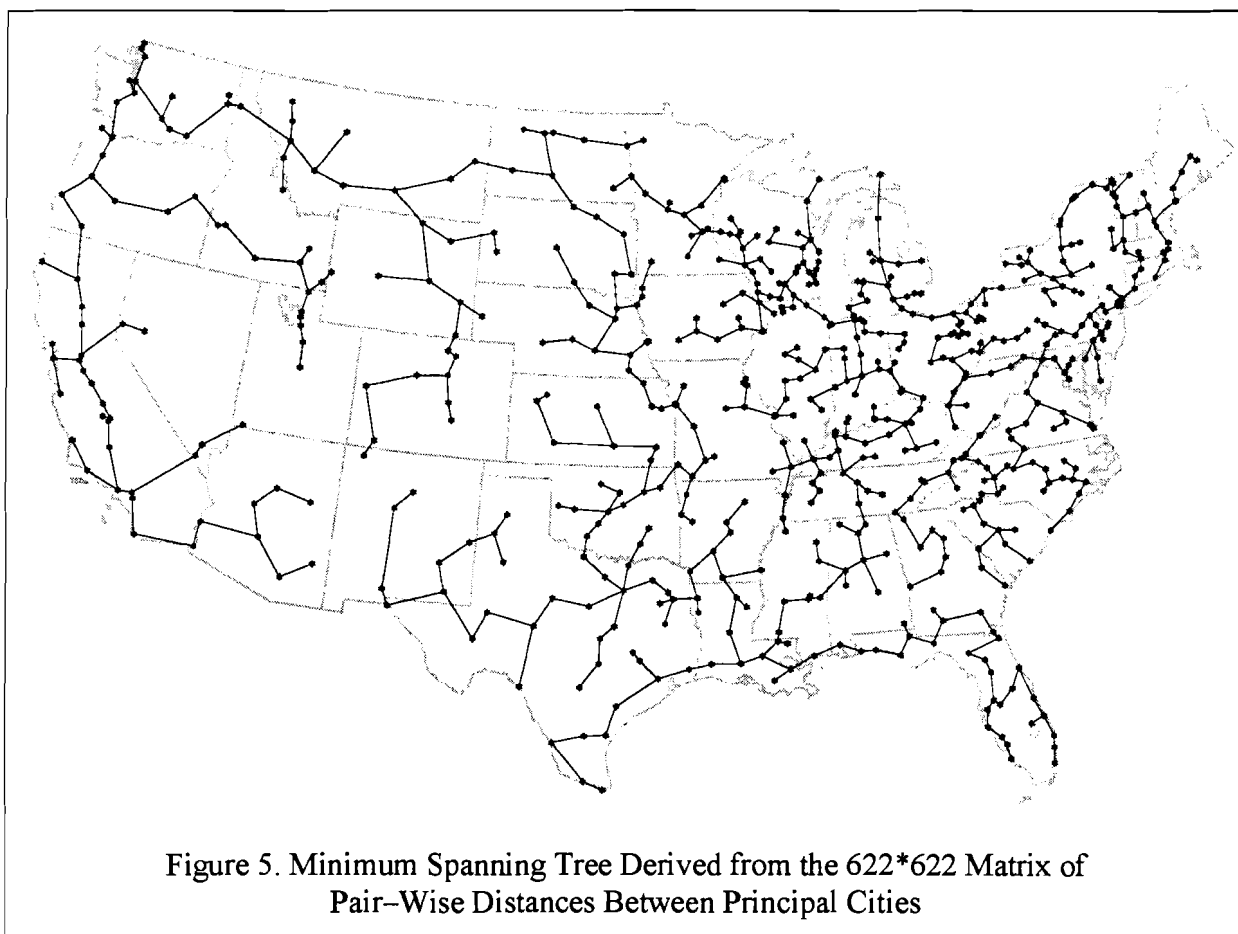 Figure 5. Minimum Spanning Tree Derived from the 622*622 Matrix of
Pair–Wise Distances Between Principal Cities